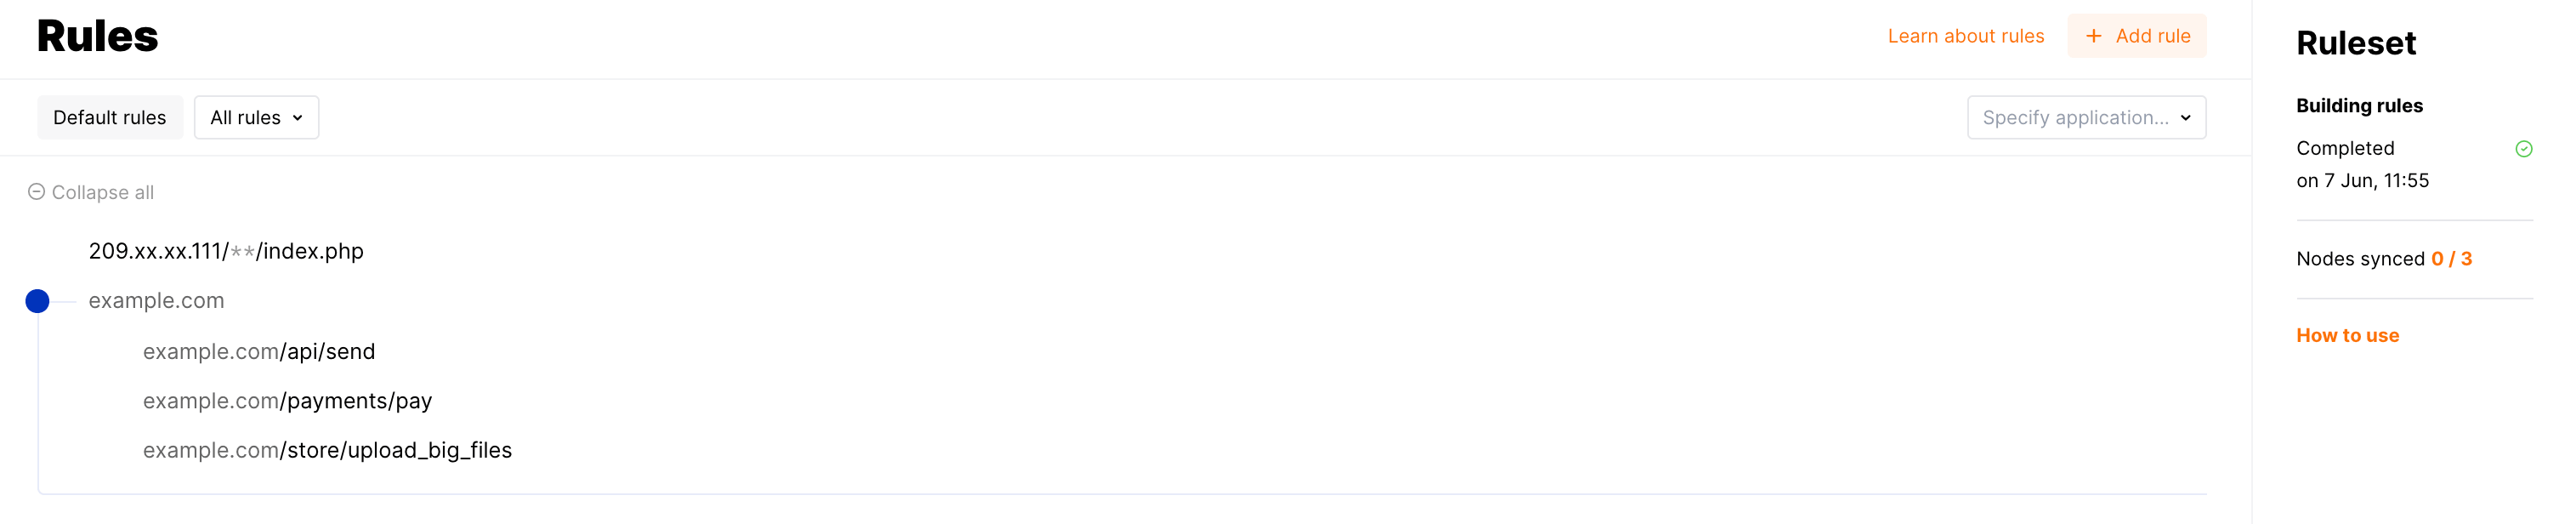 Rules
Learn about rules
+ Add rule
Default rules
All rules
Specify application...
Collapse all
209.xx.xx.111/**/index.php
example.com
example.com/api/send
example.com/payments/pay
example.com/store/upload_big_files
Ruleset
Building rules
Completed
on 7 Jun, 11:55
Nodes synced 0 / 3
How to use